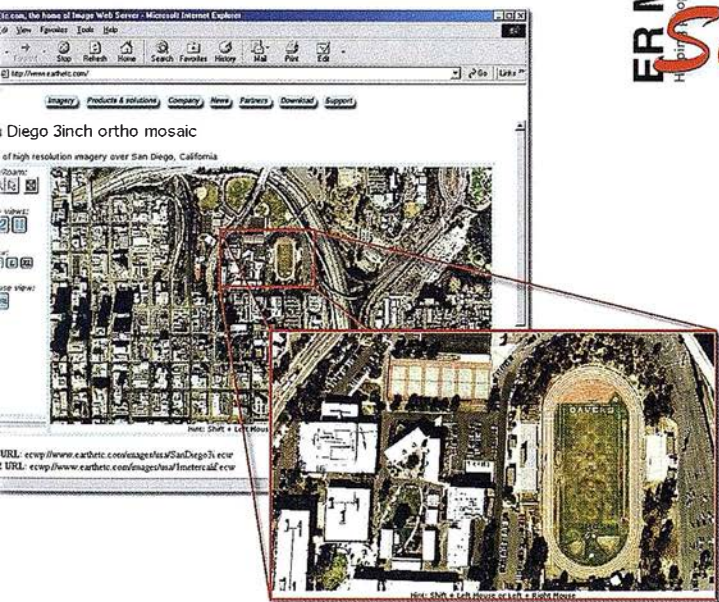 tc.com, the home of Image Web Server - Microsoft Internet Explorer
View Favorites Tools Help
Stop Refresh Home Search Favorites History Mail Print Edit
http://www.earthetc.com/ Go Links
Imagery Products & solutions Company News Partners Download Support
Diego 3inch ortho mosaic
of high resolution imagery over San Diego, California
Roam:
views:
use view:
Hint: Shift + Left Mouse
URL: ecwp://www.earthetc.com/images/usa/SanDiego3i.ecw
URL: ecwp://www.earthetc.com/images/usa/1metercalif.ecw
Hint: Shift + Left Mouse or Left + Right Mouse
ER M